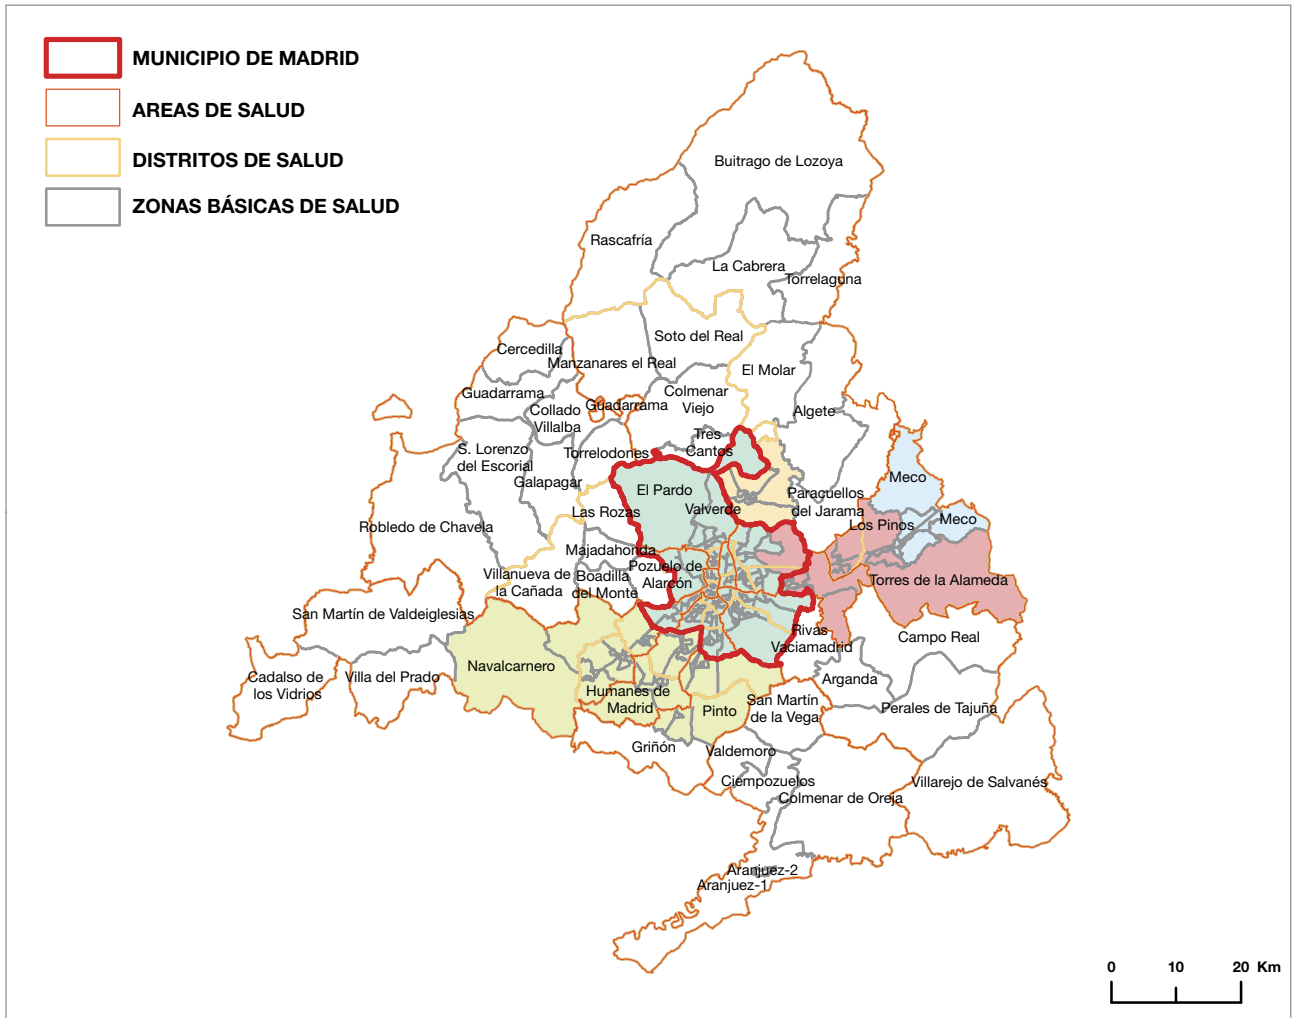 MUNICIPIO DE MADRID
AREAS DE SALUD
DISTRITOS DE SALUD
ZONAS BÁSICAS DE SALUD
Buitrago de Lozoya
Rascafría
La Cabrera
Torrelaguna
Soto del Real
Cercedilla
Manzanares el Real
El Molar
Guadarrama
Guadarrama
Colmenar
Viejo
Collado
Villalba
Algete
Tres
Cantos
S. Lorenzo
del Escorial
Torrelodones
Galapagar
El Pardo
Meco
Paracuellos
del Jarama
Valverde
Las Rozas
Los Pinos
Meco
Robledo de Chavela
Majadahonda
Pozuelo de
Alarcón
Villanueva de
la Cañada
Boadilla
del Monte
Torres de la Alameda
San Martín de Valdeiglesias
Rivas
Vaciamadrid
Campo Real
Navalcarnero
Cadalso de
los Vidrios
Villa del Prado
Arganda
Humanes de
Madrid
San Martín
de la Vega
Pinto
Perales de Tajuña
Griñón
Valdemoro
Ciempozuelos
Colmenar de Oreja
Villarejo de Salvanés
Aranjuez-2
Aranjuez-1
0 10 20 Km